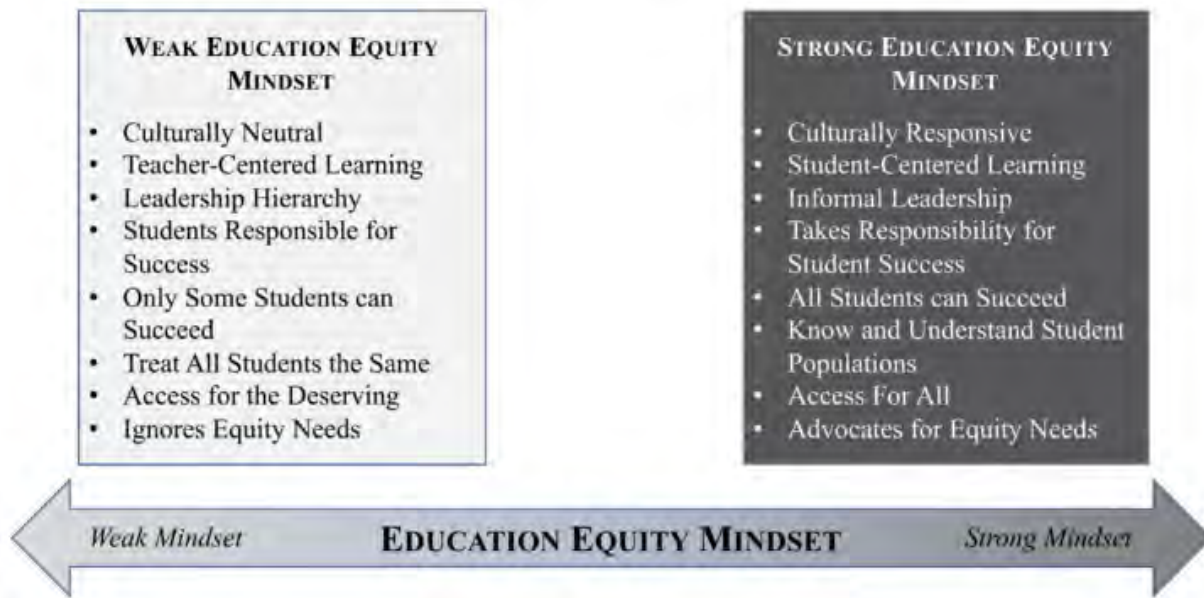 WEAK EDUCATION EQUITY
MINDSET
• Culturally Neutral
• Teacher-Centered Learning
• Leadership Hierarchy
• Students Responsible for
Success
• Only Some Students can
Succeed
• Treat All Students the Same
• Access for the Deserving
• Ignores Equity Needs
STRONG EDUCATION EQUITY
MINDSET
• Culturally Responsive
• Student-Centered Learning
• Informal Leadership
• Takes Responsibility for
Student Success
• All Students can Succeed
• Know and Understand Student
Populations
• Access For All
• Advocates for Equity Needs
Weak Mindset EDUCATION EQUITY MINDSET Strong Mindset